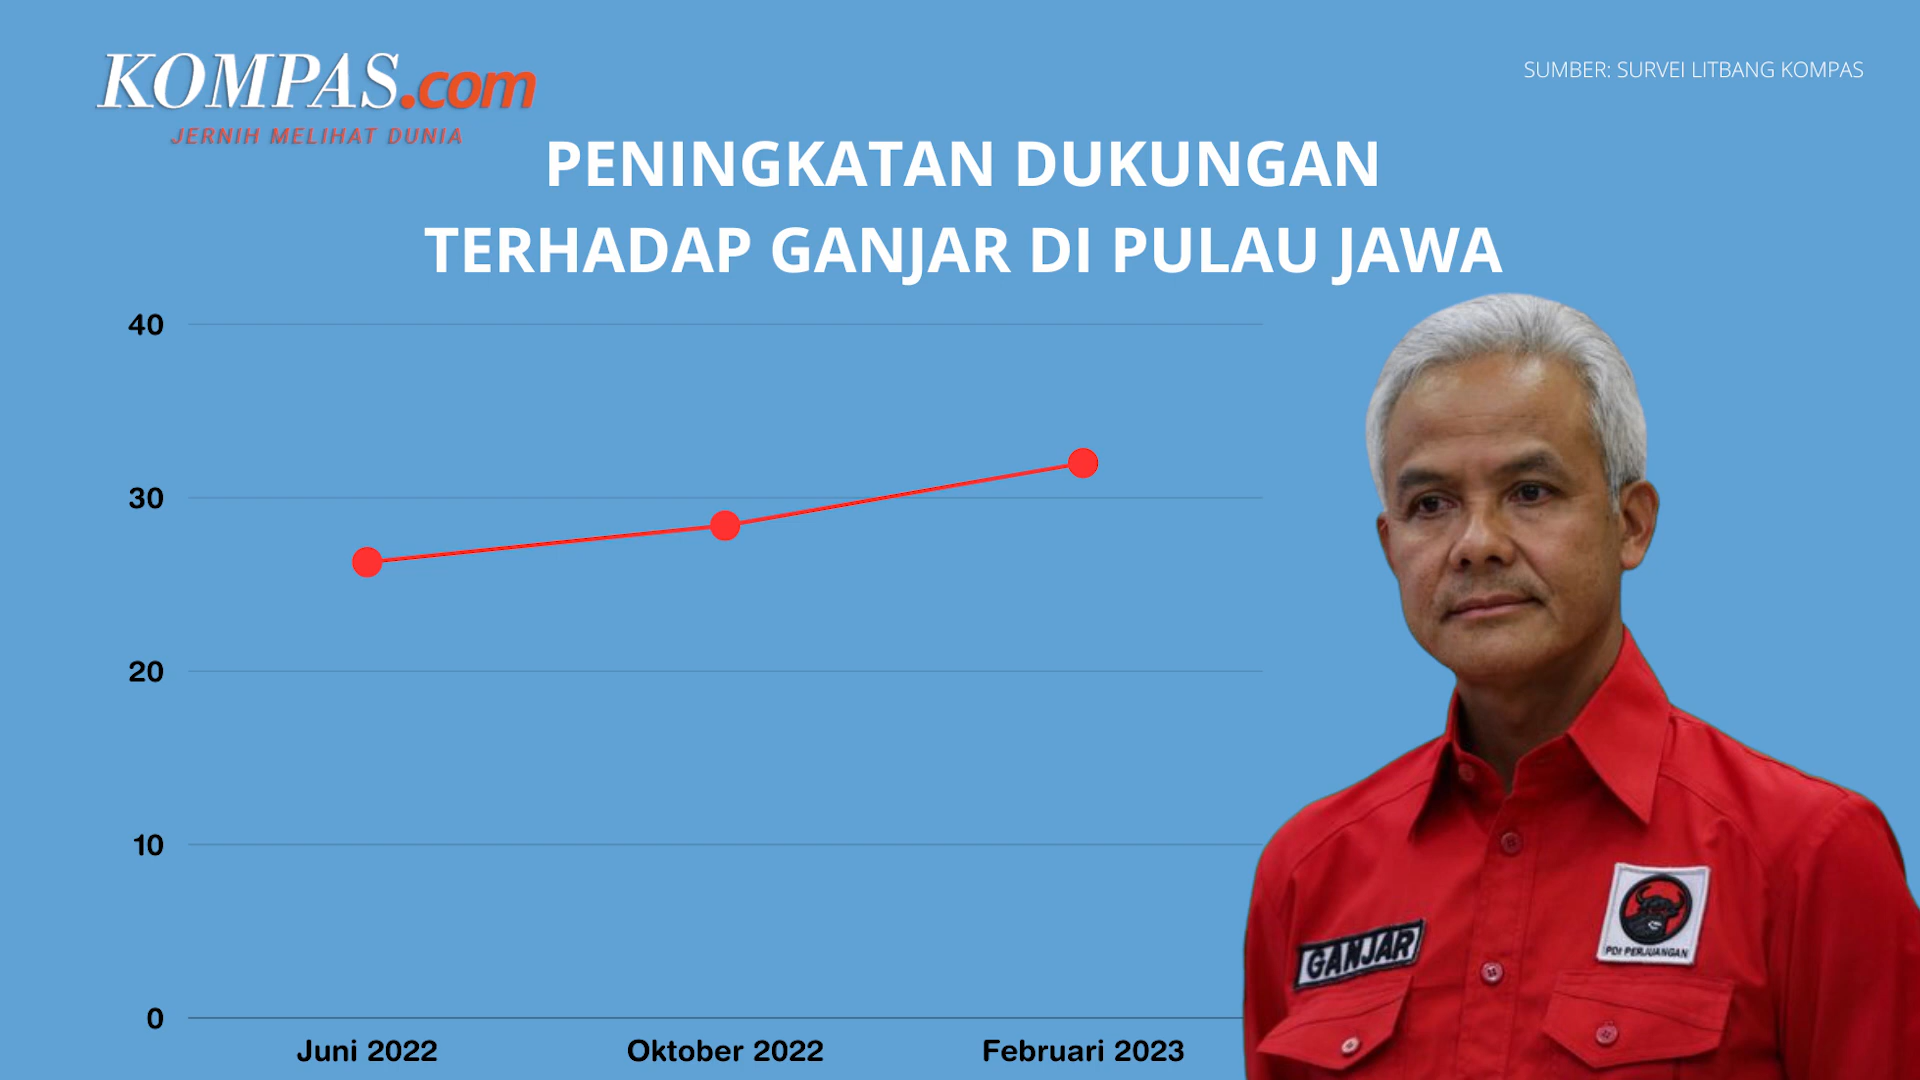 KOMPAS.com
JERNIH MELIHAT DUNIA
SUMBER: SURVEI LITBANG KOMPAS
PENINGKATAN DUKUNGAN
TERHADAP GANJAR DI PULAU JAWA
40
30
20
10
0
Juni 2022
Oktober 2022
Februari 2023
GANJAR
PDI PERJUANGAN